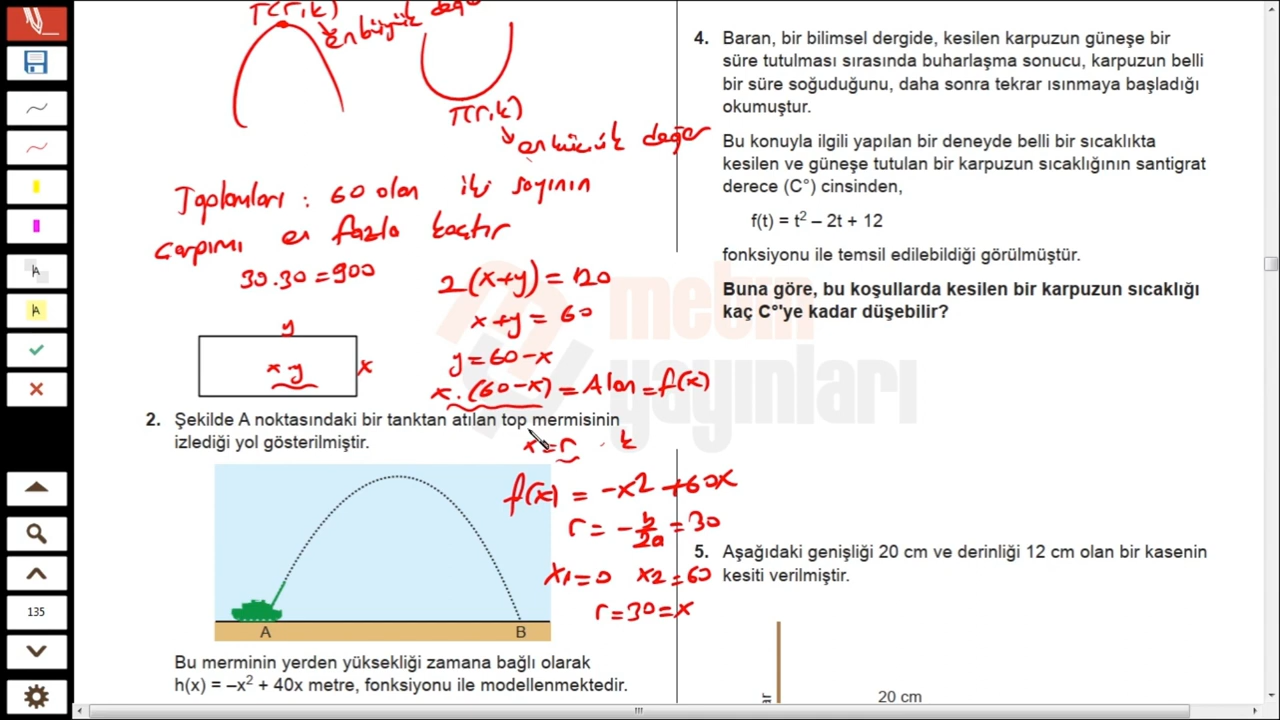 T(r,k)
en büyük değer
T(r,k)
en küçük değer
Toplamları : 60 olan iki sayının
çarpımı en fazla kaçtır
30.30=900
2(x+y)=120
x+y=60
y=60-x
y
x
x.y
x.(60-x)=Alan=f(x)
x=r k
f(x)=-x²+60x
r=-b/2a=30
x1=0 x2=60
r=30=x
2. Şekilde A noktasındaki bir tanktan atılan top mermisinin
izlediği yol gösterilmiştir.
A B
Bu merminin yerden yüksekliği zamana bağlı olarak
h(x) = –x² + 40x metre, fonksiyonu ile modellenmektedir.
4. Baran, bir bilimsel dergide, kesilen karpuzun güneşe bir
süre tutulması sırasında buharlaşma sonucu, karpuzun belli
bir süre soğuduğunu, daha sonra tekrar ısınmaya başladığı
okumuştur.
Bu konuyla ilgili yapılan bir deneyde belli bir sıcaklıkta
kesilen ve güneşe tutulan bir karpuzun sıcaklığının santigrat
derece (C°) cinsinden,
f(t) = t² – 2t + 12
fonksiyonu ile temsil edilebildiği görülmüştür.
Buna göre, bu koşullarda kesilen bir karpuzun sıcaklığı
kaç C°'ye kadar düşebilir?
5. Aşağıdaki genişliği 20 cm ve derinliği 12 cm olan bir kasenin
kesiti verilmiştir.
20 cm
metin
yayınları
A
A
135